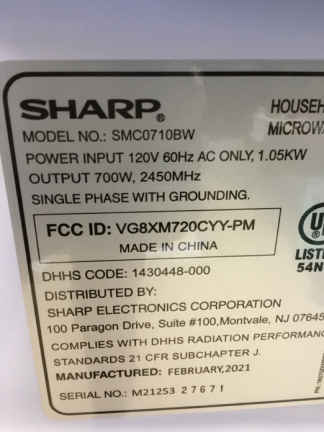 SHARP®
HOUSEH
MICROWA
MODEL NO.: SMC0710BW
POWER INPUT 120V 60Hz AC ONLY, 1.05KW
OUTPUT 700W, 2450MHz
SINGLE PHASE WITH GROUNDING.
FCC ID: VG8XM720CYY-PM
MADE IN CHINA
UL
LISTE
54N
DHHS CODE: 1430448-000
DISTRIBUTED BY:
SHARP ELECTRONICS CORPORATION
100 Paragon Drive, Suite #100,Montvale, NJ 07645
COMPLIES WITH DHHS RADIATION PERFORMANC
STANDARDS 21 CFR SUBCHAPTER J.
MANUFACTURED: FEBRUARY,2021
SERIAL NO.: M21253 27671